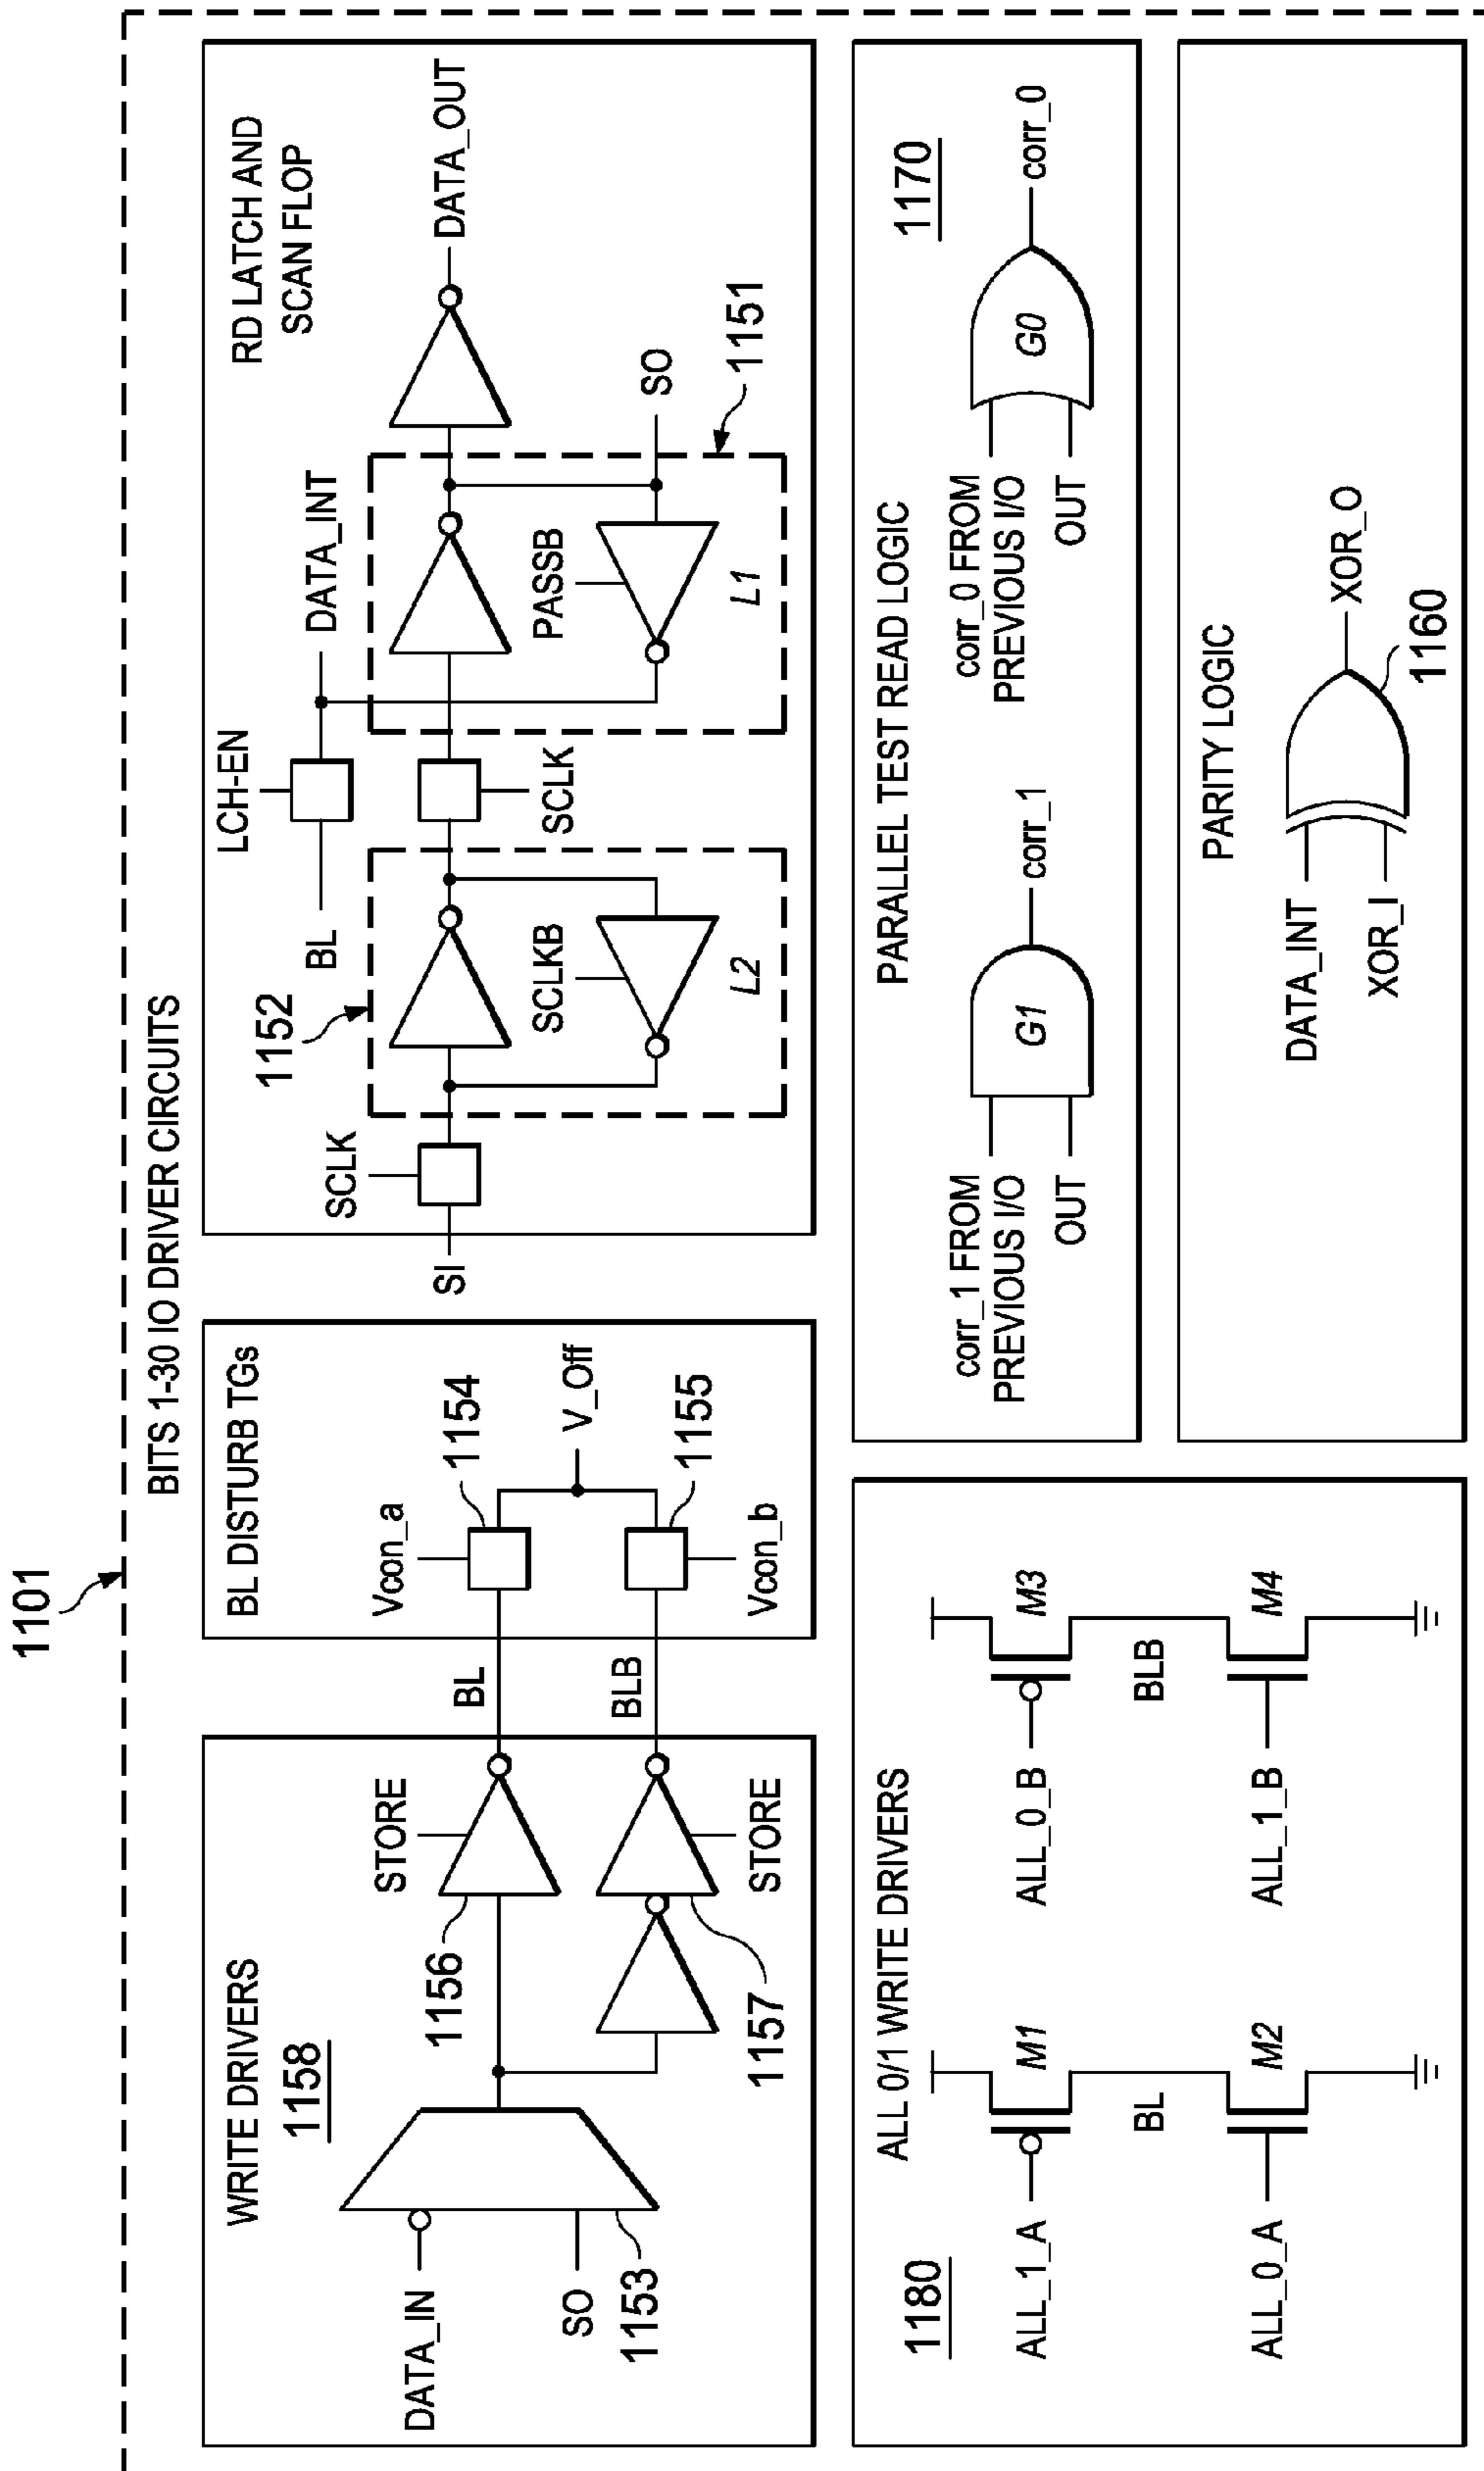 1101
BITS 1-30 IO DRIVER CIRCUITS
WRITE DRIVERS
1158
DATA_IN
SO
1153
1156
STORE
1157
STORE
BL
BLB
BL DISTURB TGs
Vcon_a
1154
V_Off
1155
Vcon_b
RD LATCH AND
SCAN FLOP
SI
SCLK
1152
SCLKB
L2
BL
LCH-EN
SCLK
DATA_INT
PASSB
L1
DATA_OUT
SO
1151
ALL 0/1 WRITE DRIVERS
1180
ALL_1_A
M1
BL
ALL_0_A
M2
ALL_0_B
M3
BLB
ALL_1_B
M4
PARALLEL TEST READ LOGIC
1170
corr_1 FROM
PREVIOUS I/O
OUT
G1
corr_1
corr_0 FROM
PREVIOUS I/O
OUT
G0
corr_0
PARITY LOGIC
DATA_INT
XOR_I
XOR_O
1160